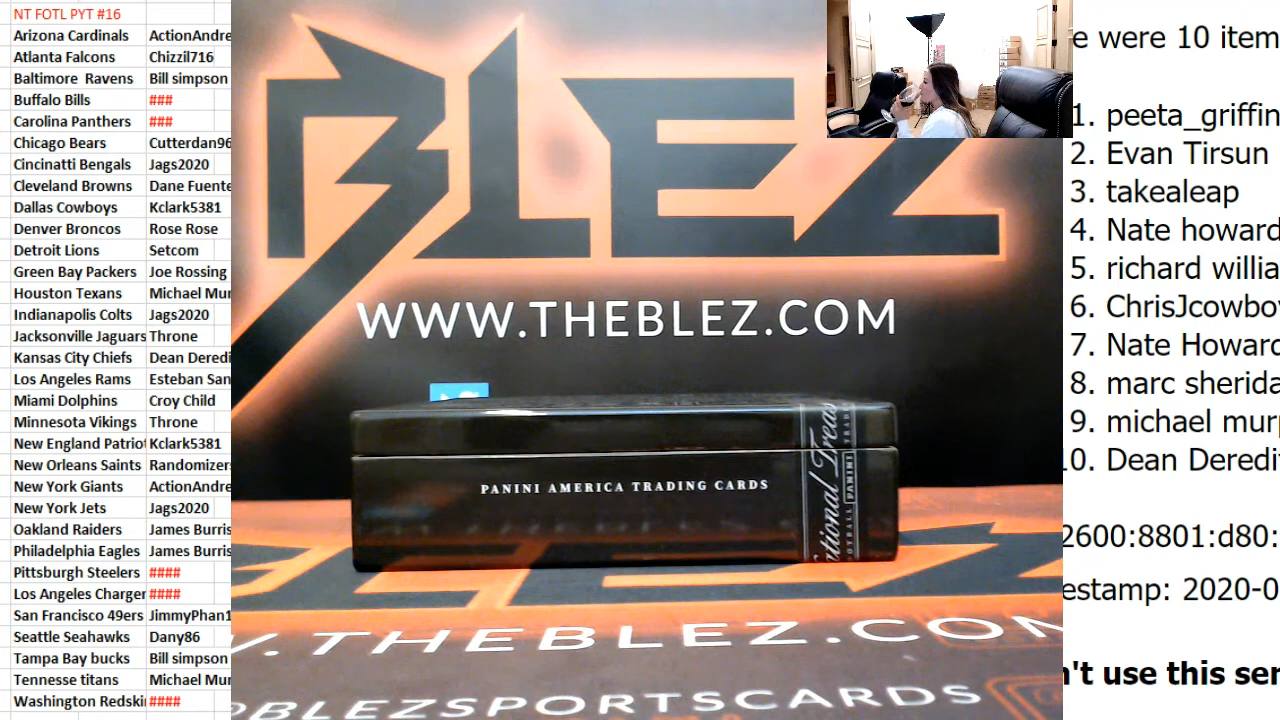 NT FOTL PYT #16
Arizona Cardinals ActionAndre
Atlanta Falcons Chizzil716
Baltimore Ravens Bill simpson
Buffalo Bills ###
Carolina Panthers ###
Chicago Bears Cutterdan96
Cincinatti Bengals Jags2020
Cleveland Browns Dane Fuente
Dallas Cowboys Kclark5381
Denver Broncos Rose Rose
Detroit Lions Setcom
Green Bay Packers Joe Rossing
Houston Texans Michael Mur
Indianapolis Colts Jags2020
Jacksonville Jaguars Throne
Kansas City Chiefs Dean Deredi
Los Angeles Rams Esteban San
Miami Dolphins Croy Child
Minnesota Vikings Throne
New England Patriot Kclark5381
New Orleans Saints Randomizer
New York Giants ActionAndre
New York Jets Jags2020
Oakland Raiders James Burris
Philadelphia Eagles James Burris
Pittsburgh Steelers ####
Los Angeles Charger ####
San Francisco 49ers JimmyPhan1
Seattle Seahawks Dany86
Tampa Bay bucks Bill simpson
Tennesse titans Michael Mur
Washington Redski ####
BLEZ
WWW.THEBLEZ.COM
PANINI AMERICA TRADING CARDS
ational Treas
PANINI
W.THEBLEZ.COM
@BLEZSPORTSCARDS
e were 10 item
1. peeta_griffin
2. Evan Tirsun
3. takealeap
4. Nate howard
5. richard willia
6. ChrisJcowbo
7. Nate Howard
8. marc sherida
9. michael mur
10. Dean Deredi
2600:8801:d80:
estamp: 2020-0
n't use this ser